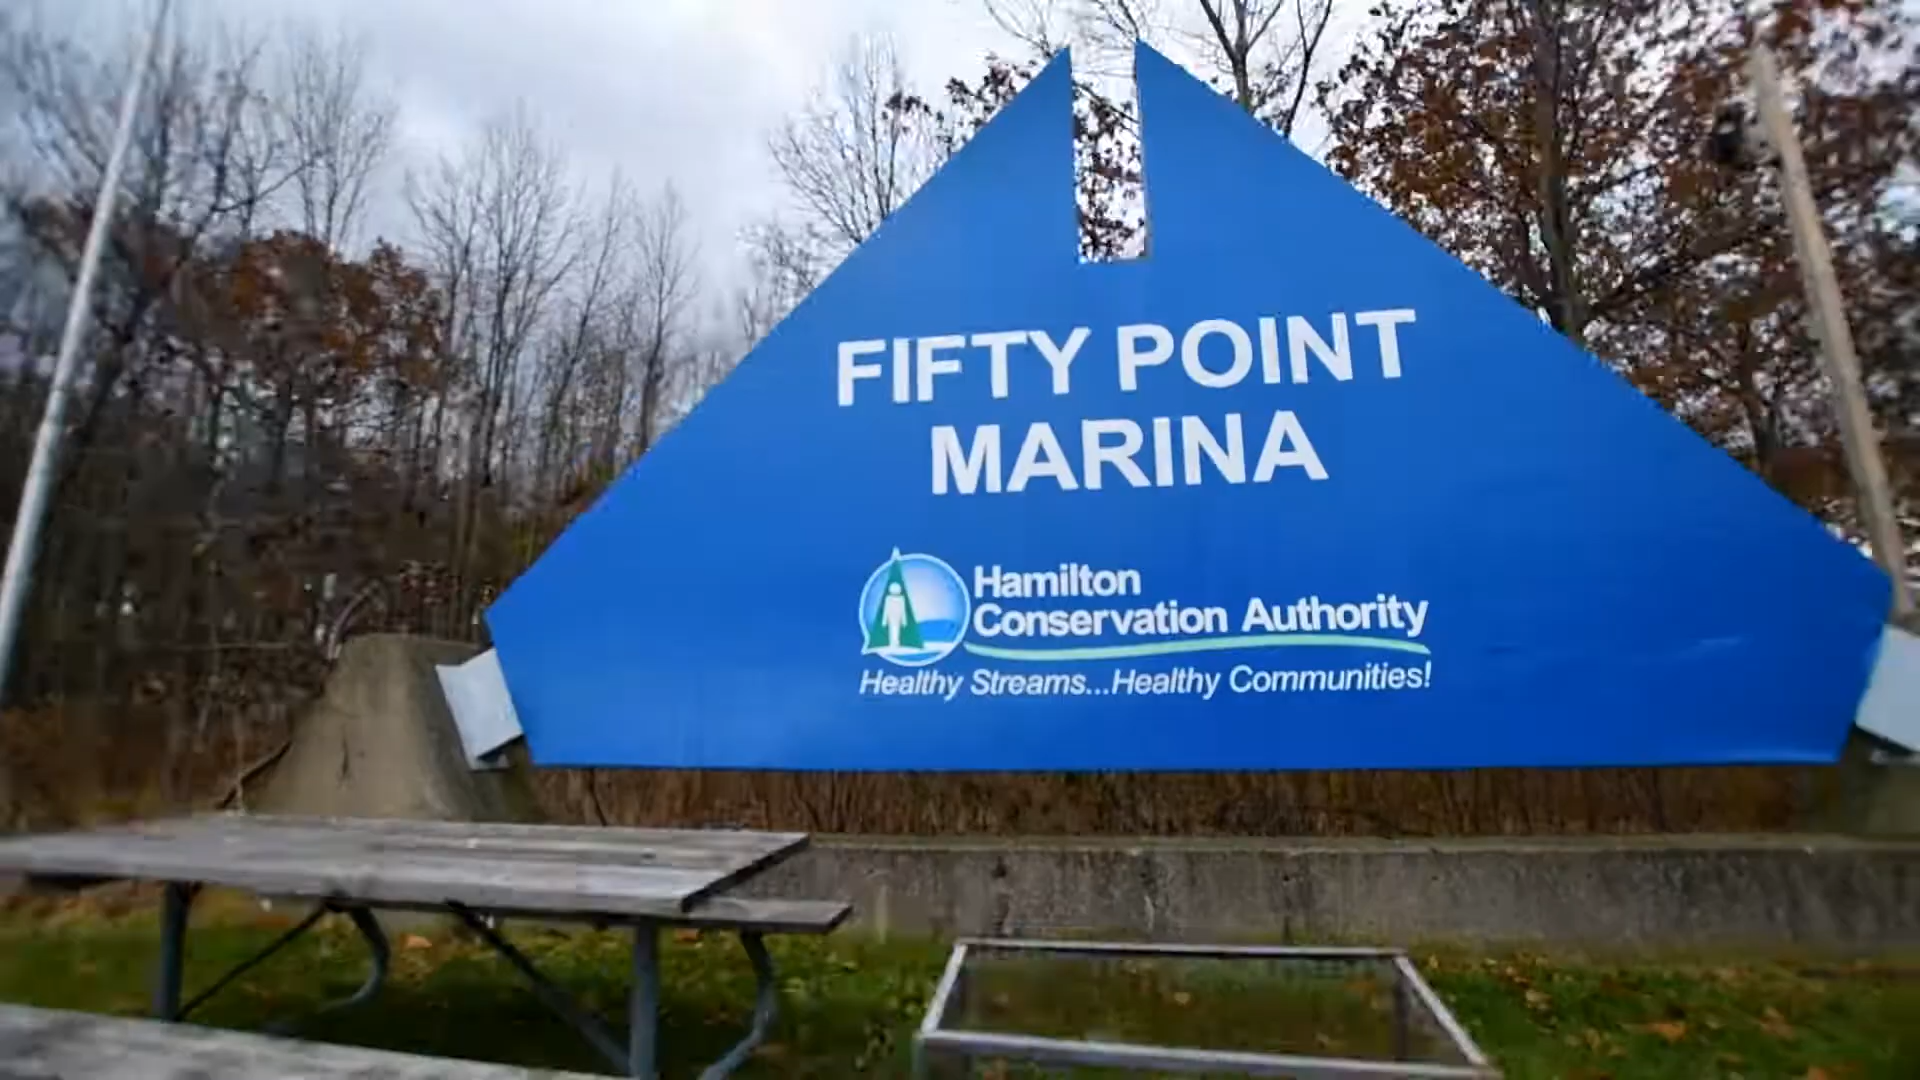 FIFTY POINT
MARINA
Hamilton
Conservation Authority
Healthy Streams...Healthy Communities!